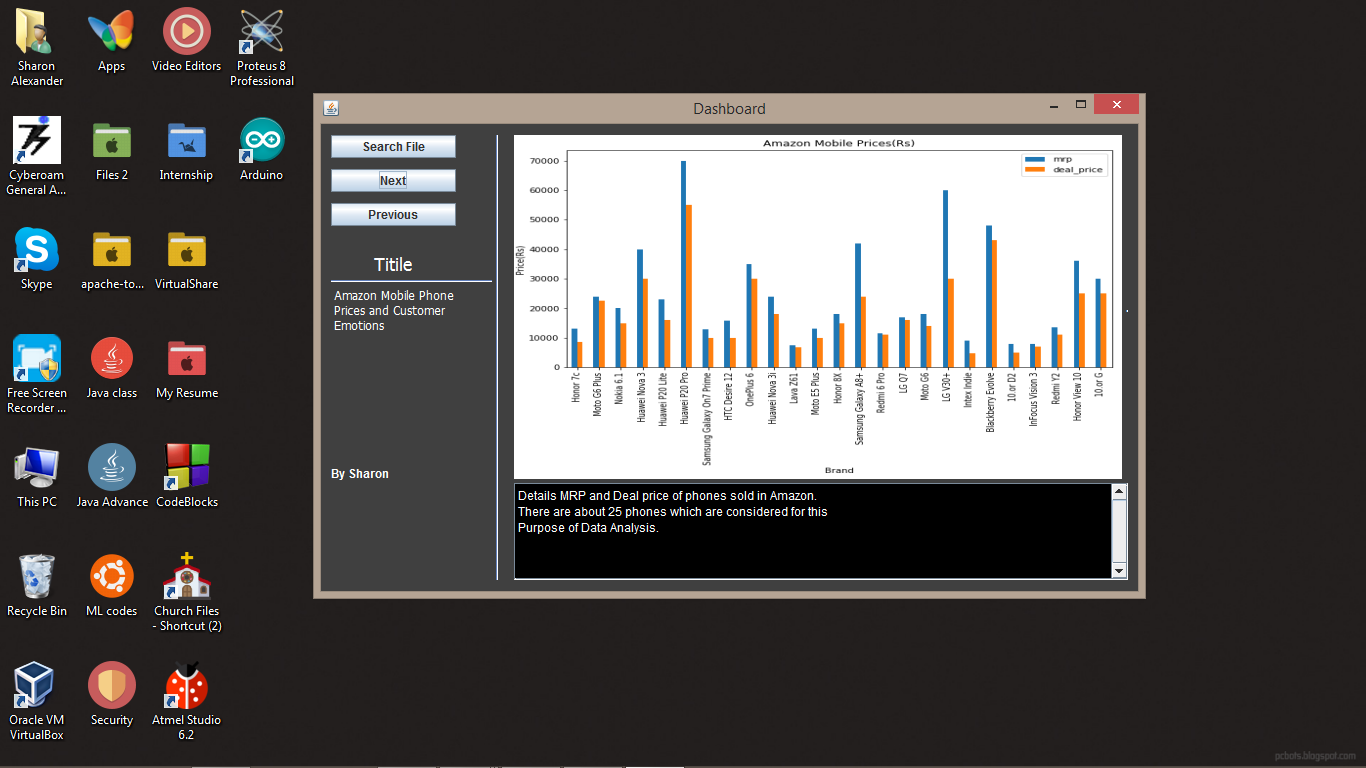 Sharon
Alexander
Apps
Video Editors
Proteus 8
Professional
Cyberoam
General A...
Files 2
Internship
Arduino
Skype
apache-to...
VirtualShare
Free Screen
Recorder ...
Java class
My Resume
This PC
Java Advance
CodeBlocks
Recycle Bin
ML codes
Church Files
- Shortcut (2)
Oracle VM
VirtualBox
Security
Atmel Studio
6.2
Dashboard
Search File
Next
Previous
Titile
Amazon Mobile Phone
Prices and Customer
Emotions
By Sharon
Amazon Mobile Prices(Rs)
mrp
deal_price
Price(Rs)
70000
60000
50000
40000
30000
20000
10000
0
Honor 7c
Moto G6 Plus
Nokia 6.1
Huawei Nova 3
Huawei P20 Lite
Huawei P20 Pro
Samsung Galaxy On7 Prime
HTC Desire 12
OnePlus 6
Huawei Nova 3i
Lava Z61
Moto E5 Plus
Honor 8X
Samsung Galaxy A8+
Redmi 6 Pro
LG Q7
Moto G6
LG V30+
Intex Indie
Blackberry Evolve
10 or D2
InFocus Vision 3
Redmi Y2
Honor View 10
10 or G
Brand
Details MRP and Deal price of phones sold in Amazon.
There are about 25 phones which are considered for this
Purpose of Data Analysis.
pcbots.blogspot.com